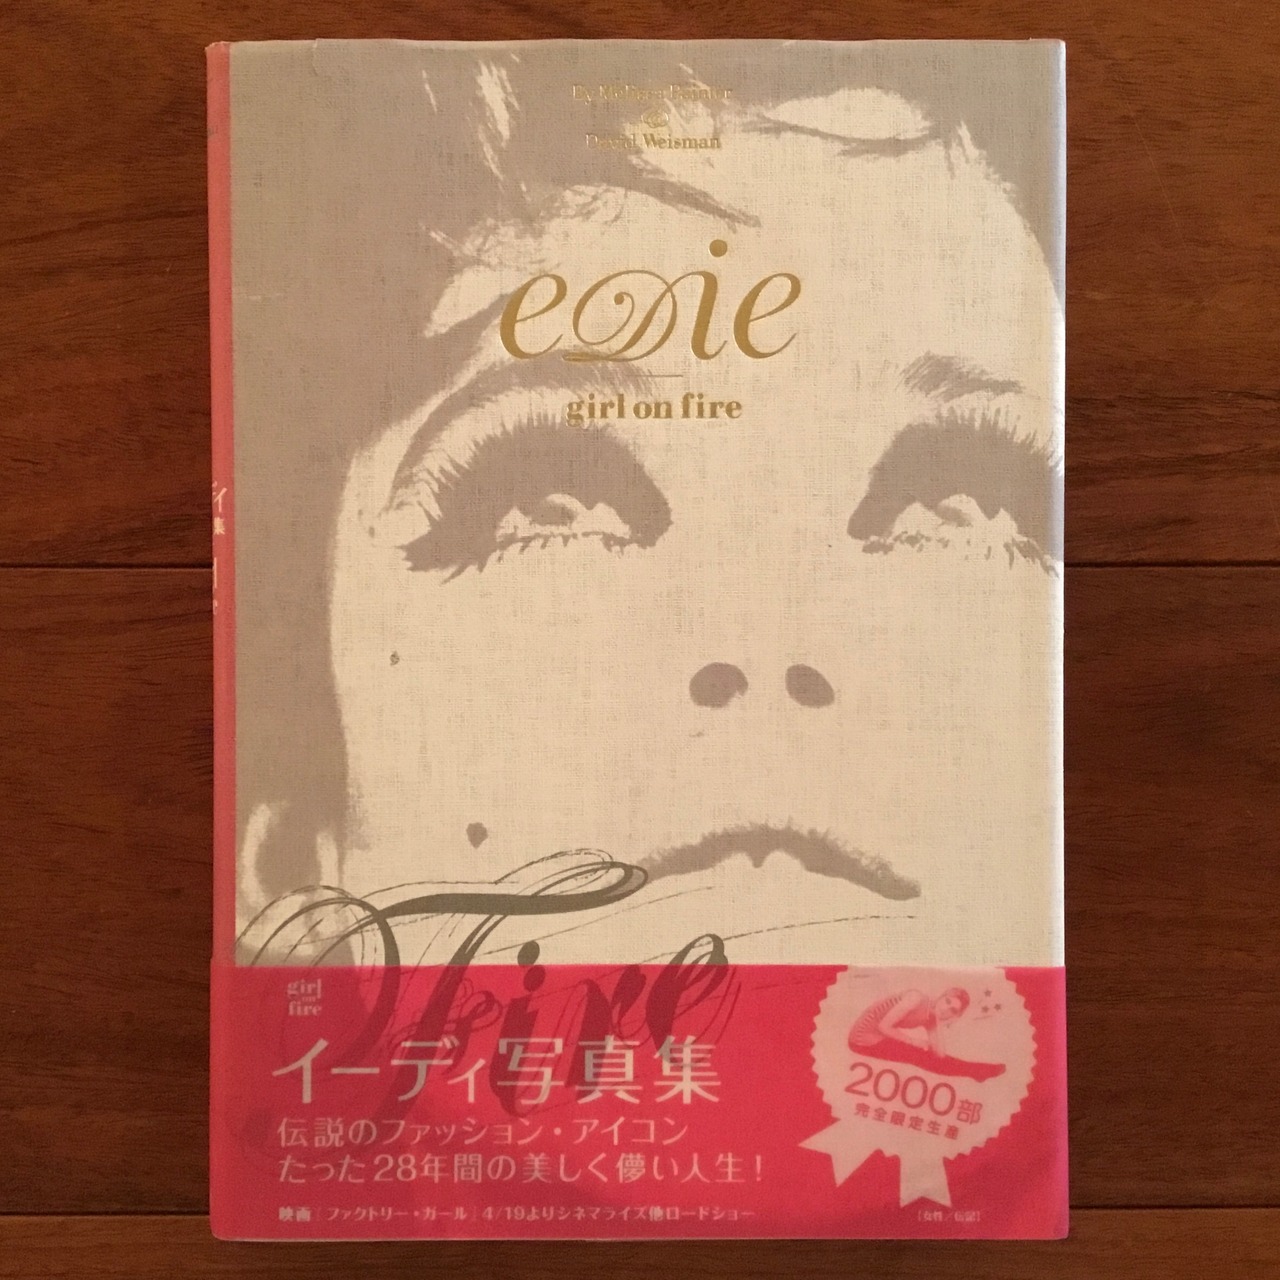 By Melissa Painter
&
David Weisman
eDie
girl on fire
Fire
girl
on
fire
イーディ写真集
伝説のファッション・アイコン
たった28年間の美しく儚い人生!
映画「ファクトリー・ガール」4/19よりシネマライズ他ロードショー
2000部
完全限定生産
[女性/伝記]